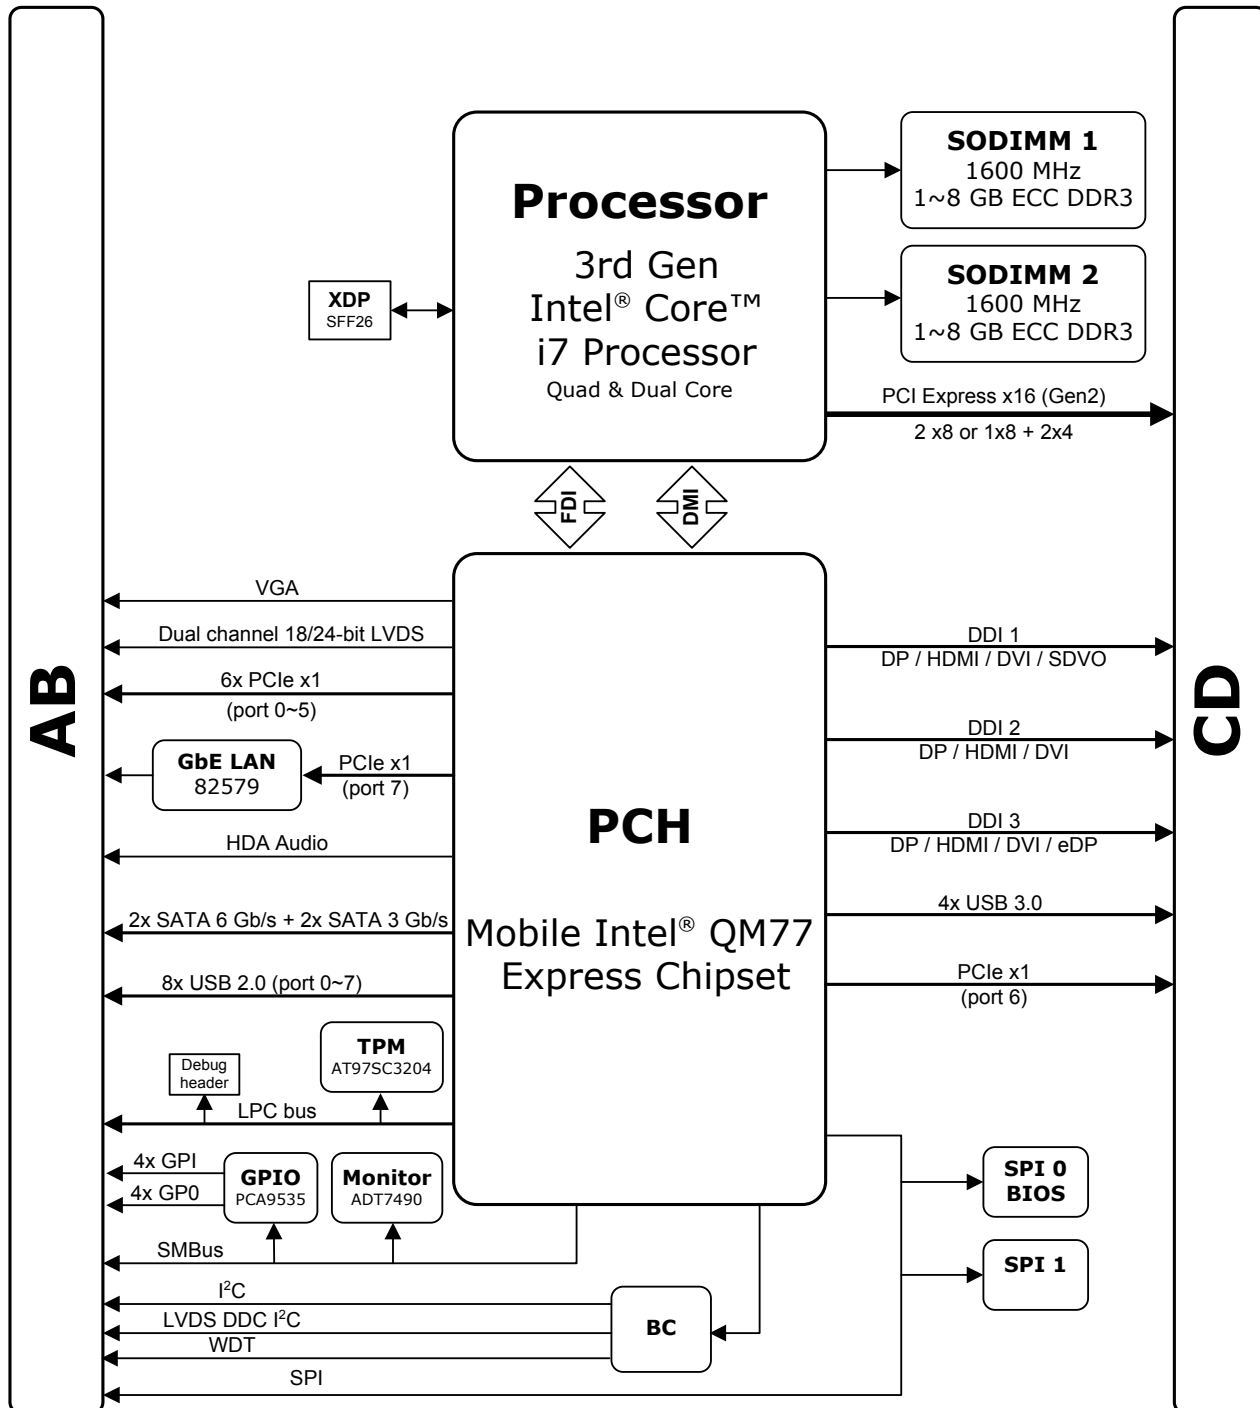 AB
CD
Processor
3rd Gen
Intel® Core™
i7 Processor
Quad & Dual Core
XDP
SFF26
SODIMM 1
1600 MHz
1~8 GB ECC DDR3
SODIMM 2
1600 MHz
1~8 GB ECC DDR3
PCI Express x16 (Gen2)
2 x8 or 1x8 + 2x4
FDI
DMI
PCH
Mobile Intel® QM77
Express Chipset
VGA
Dual channel 18/24-bit LVDS
6x PCIe x1
(port 0~5)
GbE LAN
82579
PCIe x1
(port 7)
HDA Audio
2x SATA 6 Gb/s + 2x SATA 3 Gb/s
8x USB 2.0 (port 0~7)
Debug
header
TPM
AT97SC3204
LPC bus
4x GPI
4x GP0
GPIO
PCA9535
Monitor
ADT7490
SMBus
I²C
LVDS DDC I²C
WDT
BC
SPI
DDI 1
DP / HDMI / DVI / SDVO
DDI 2
DP / HDMI / DVI
DDI 3
DP / HDMI / DVI / eDP
4x USB 3.0
PCIe x1
(port 6)
SPI 0
BIOS
SPI 1